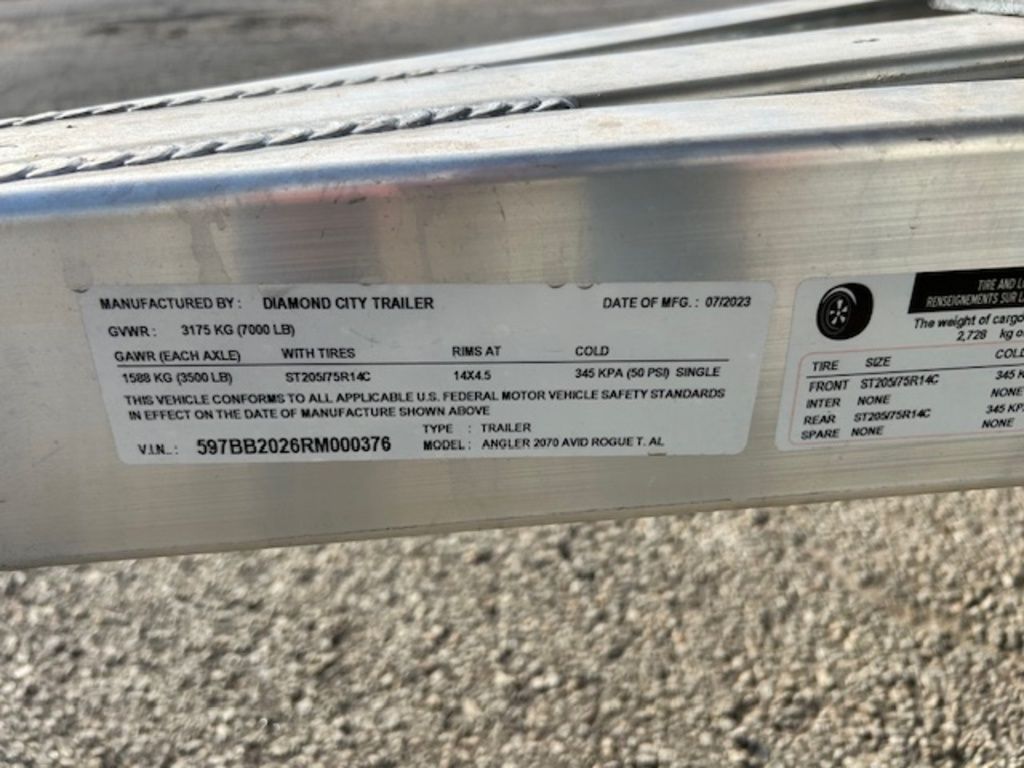 MANUFACTURED BY : DIAMOND CITY TRAILER DATE OF MFG. : 07/2023
GVWR : 3175 KG (7000 LB)
GAWR (EACH AXLE) WITH TIRES RIMS AT COLD
1588 KG (3500 LB) ST205/75R14C 14X4.5 345 KPA (50 PSI) SINGLE
THIS VEHICLE CONFORMS TO ALL APPLICABLE U.S. FEDERAL MOTOR VEHICLE SAFETY STANDARDS
IN EFFECT ON THE DATE OF MANUFACTURE SHOWN ABOVE
TYPE : TRAILER
V.I.N.. : 597BB2026RM000376 MODEL : ANGLER 2070 AVID ROGUE T. AL
TIRE AND L
RENSEIGNEMENTS SUR L
The weight of cargo
2,728 kg o
TIRE SIZE COLD
FRONT ST205/75R14C 345 K
INTER NONE NONE
REAR ST205/75R14C 345 KP
SPARE NONE NONE